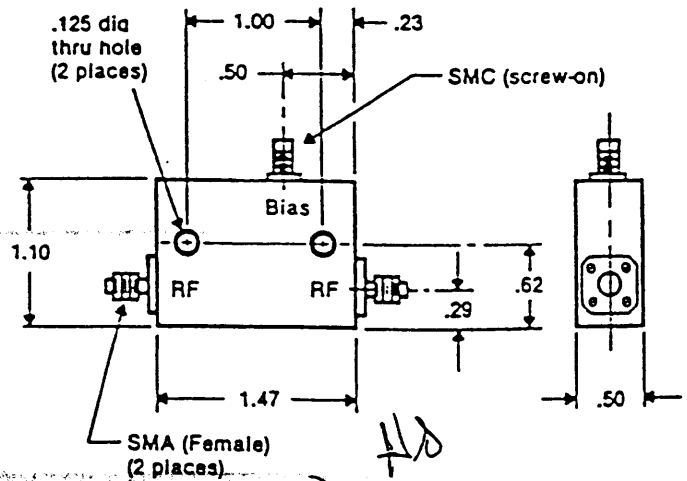 .125 dia
thru hole
(2 places)
1.00
.23
.50
SMC (screw-on)
Bias
1.10
RF
RF
.62
.29
1.47
.50
SMA (Female)
(2 places)